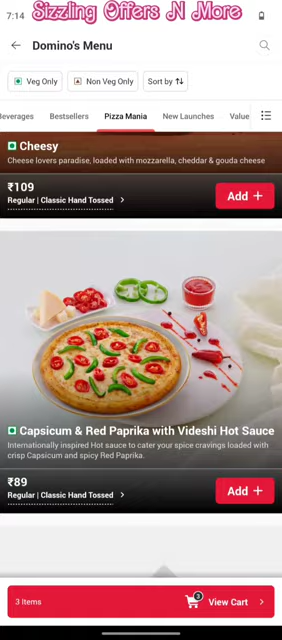 7:14
Sizzling Offers N More
Domino's Menu
Veg Only
Non Veg Only
Sort by
Beverages
Bestsellers
Pizza Mania
New Launches
Value
Cheesy
Cheese lovers paradise, loaded with mozzarella, cheddar & gouda cheese
₹109
Regular | Classic Hand Tossed
Add +
Capsicum & Red Paprika with Videshi Hot Sauce
Internationally inspired Hot sauce to cater your spice cravings loaded with
crisp Capsicum and spicy Red Paprika.
₹89
Regular | Classic Hand Tossed
Add +
3 Items
3
View Cart